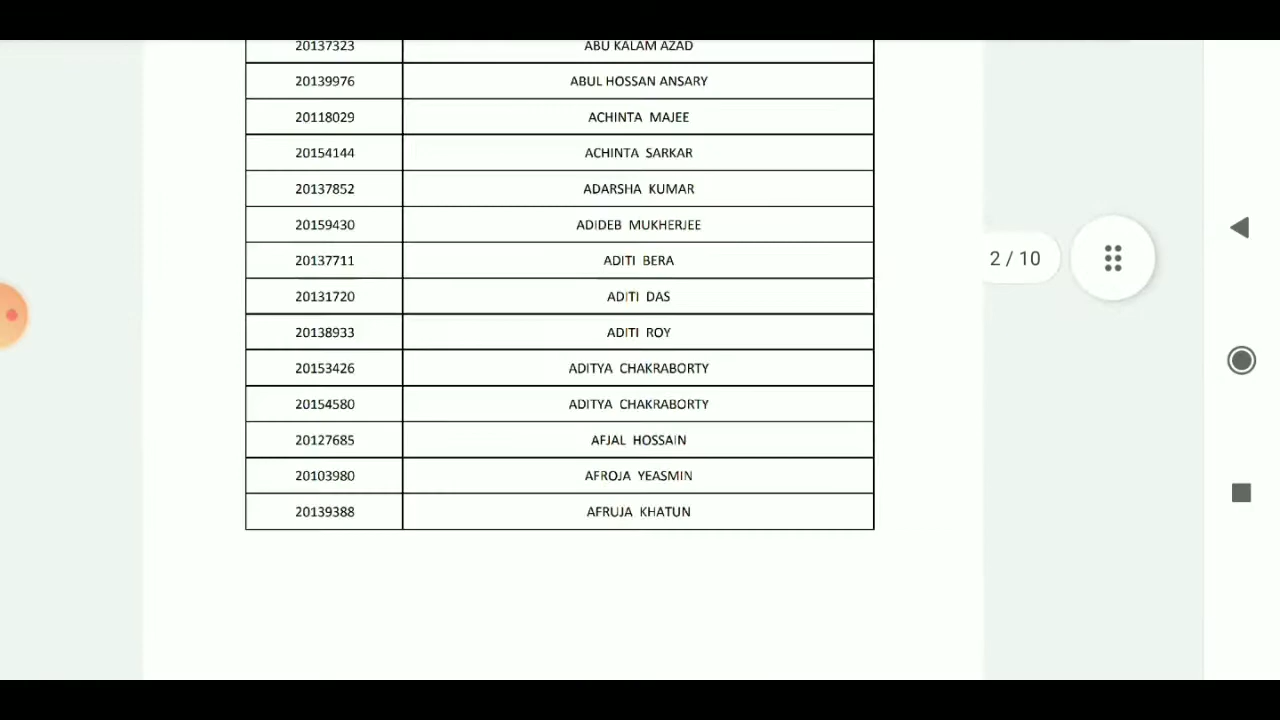 20137323 ABU KALAM AZAD
20139976 ABUL HOSSAN ANSARY
20118029 ACHINTA MAJEE
20154144 ACHINTA SARKAR
20137852 ADARSHA KUMAR
20159430 ADIDEB MUKHERJEE
20137711 ADITI BERA
2 / 10
20131720 ADITI DAS
20138933 ADITI ROY
20153426 ADITYA CHAKRABORTY
20154580 ADITYA CHAKRABORTY
20127685 AFJAL HOSSAIN
20103980 AFROJA YEASMIN
20139388 AFRUJA KHATUN